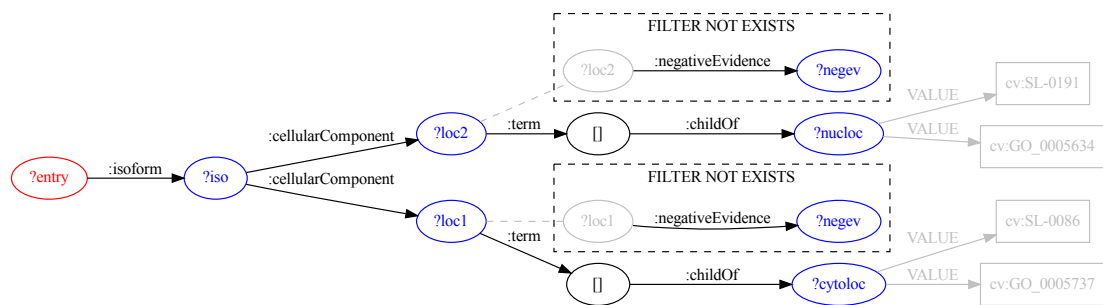 FILTER NOT EXISTS
?loc2
:negativeEvidence
?negev
cv:SL-0191
VALUE
:cellularComponent
?loc2
:term
[]
:childOf
?nucloc
VALUE
cv:GO_0005634
?entry
:isoform
?iso
:cellularComponent
FILTER NOT EXISTS
?loc1
:negativeEvidence
?negev
cv:SL-0086
?loc1
:term
VALUE
[]
:childOf
?cytoloc
VALUE
cv:GO_0005737